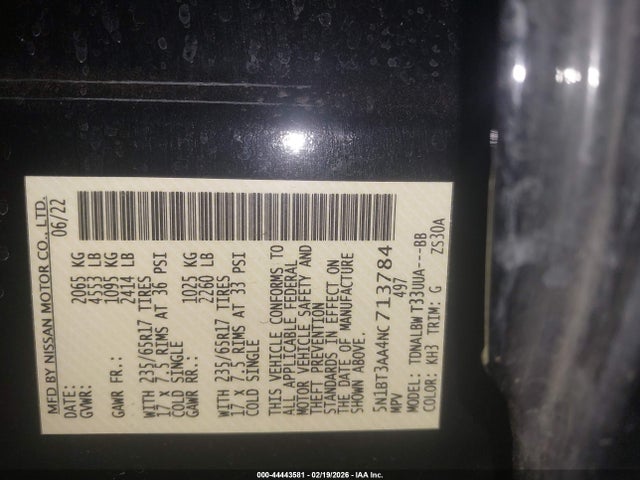 MFD BY NISSAN MOTOR CO., LTD.
DATE: 06/22
GVWR: 2065 KG
4553 LB
GAWR FR.: 1095 KG
2414 LB
WITH 235/65R17 TIRES
17 X 7.5 RIMS AT 36 PSI
COLD SINGLE
GAWR RR.: 1025 KG
2260 LB
WITH 235/65R17 TIRES
17 X 7.5 RIMS AT 33 PSI
COLD SINGLE
THIS VEHICLE CONFORMS TO
ALL APPLICABLE FEDERAL
MOTOR VEHICLE SAFETY AND
THEFT PREVENTION
STANDARDS IN EFFECT ON
THE DATE OF MANUFACTURE
SHOWN ABOVE.
5N1BT3AA4NC713784
MPV 497
MODEL: TDNALBW T33UUA---BB
COLOR: KH3 TRIM: G ZS30A
000-44443581 - 02/19/2026 - IAA Inc.